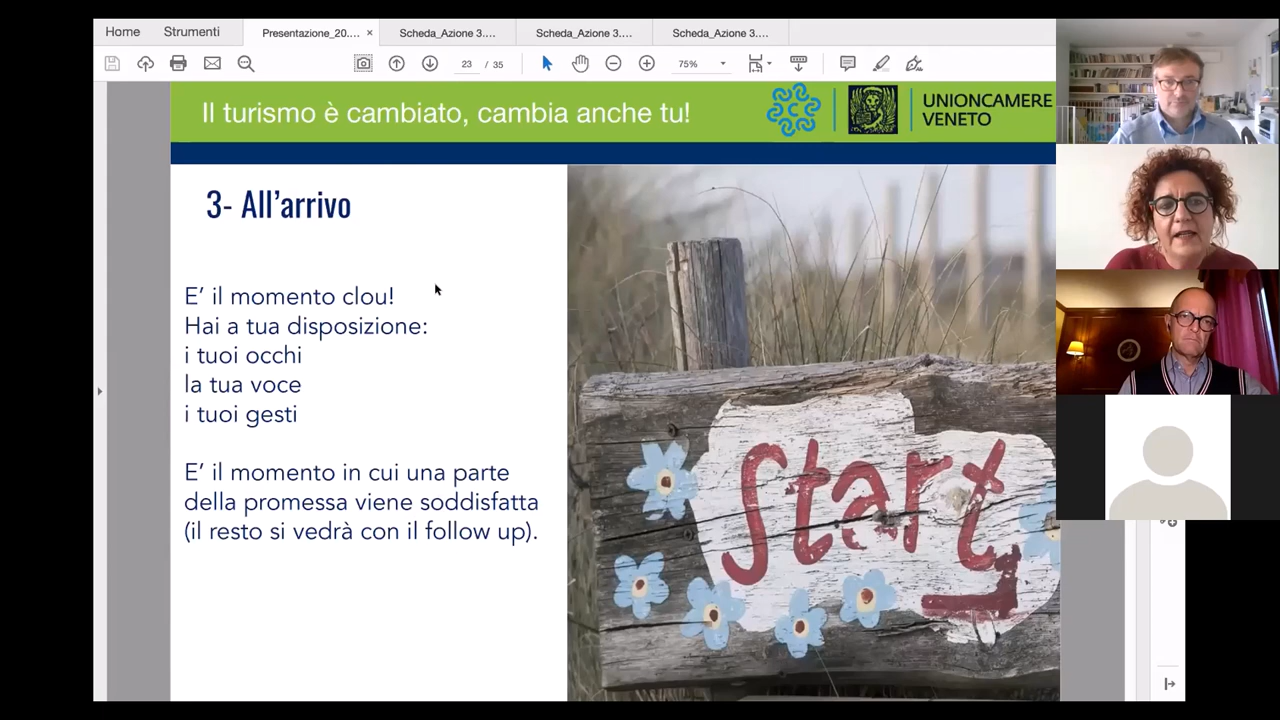 Home
Strumenti
Presentazione_20....
×
Scheda_Azione 3....
Scheda_Azione 3....
Scheda_Azione 3....
23 / 35
75%
Il turismo è cambiato, cambia anche tu!
UNIONCAMERE
VENETO
3- All'arrivo
E' il momento clou!
Hai a tua disposizione:
i tuoi occhi
la tua voce
i tuoi gesti
E' il momento in cui una parte
della promessa viene soddisfatta
(il resto si vedrà con il follow up).
Start